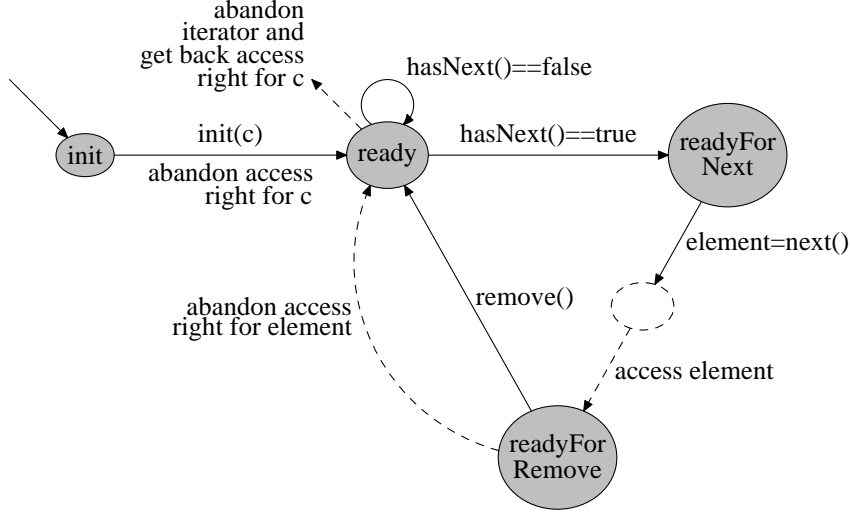 abandon
iterator and
get back access
right for c
hasNext()==false
init
init(c)
abandon access
right for c
ready
hasNext()==true
readyFor
Next
element=next()
remove()
abandon access
right for element
access element
readyFor
Remove